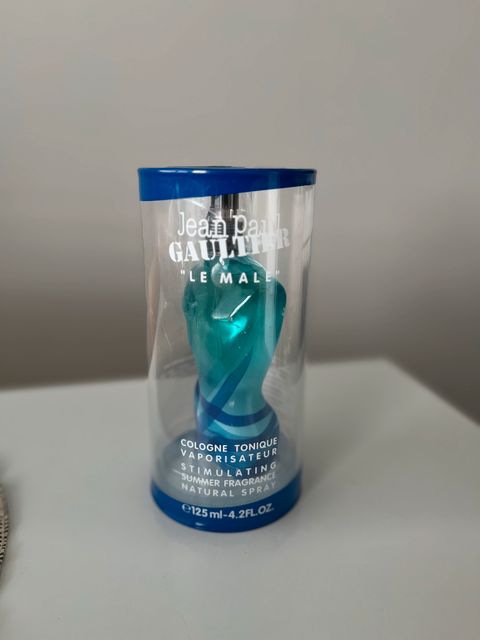 Jean Paul
GAULTIER
"LE MALE"
COLOGNE TONIQUE
VAPORISATEUR
STIMULATING
SUMMER FRAGRANCE
NATURAL SPRAY
℮125 ml-4.2FL.OZ.